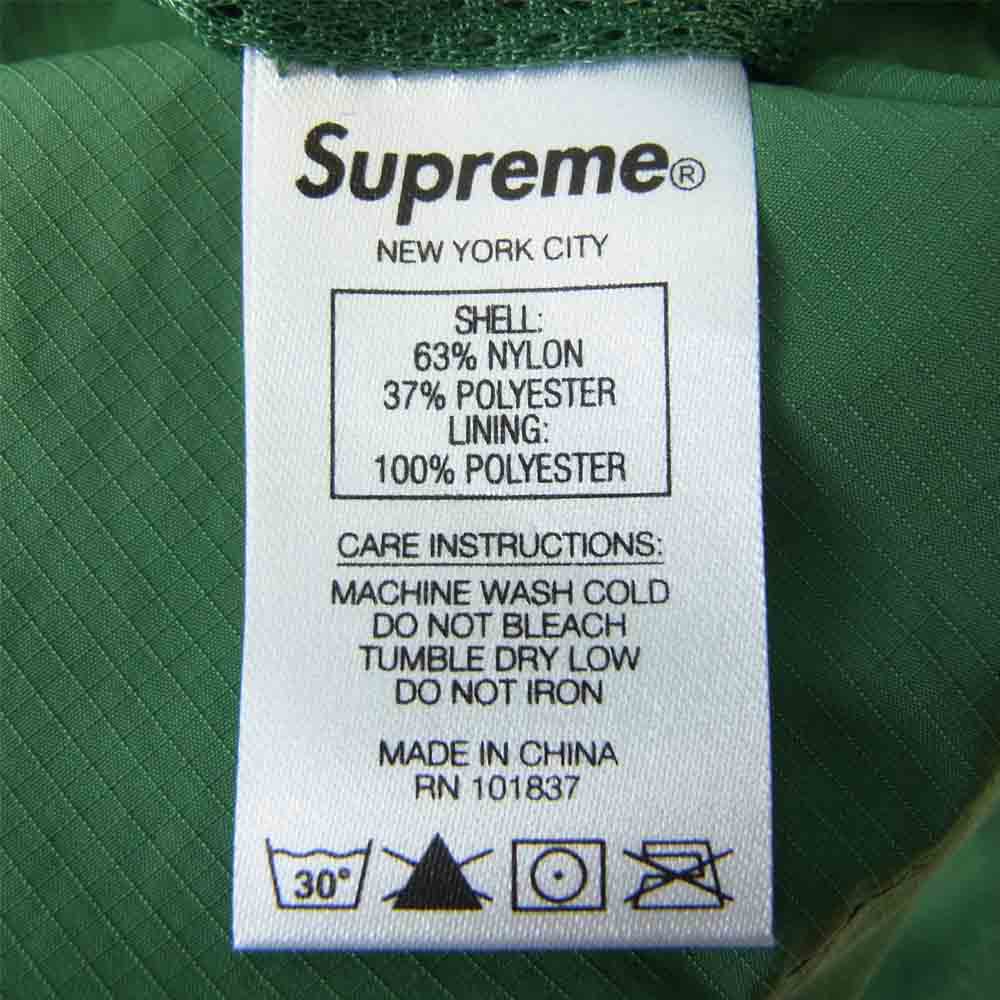 Supreme®
NEW YORK CITY
SHELL:
63% NYLON
37% POLYESTER
LINING:
100% POLYESTER
CARE INSTRUCTIONS:
MACHINE WASH COLD
DO NOT BLEACH
TUMBLE DRY LOW
DO NOT IRON
MADE IN CHINA
RN 101837
30°